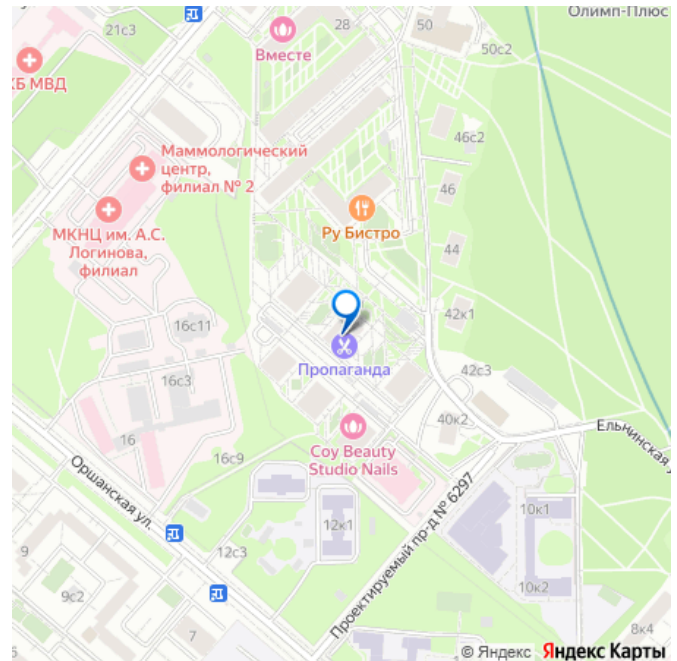 Олимп-Плюс
21с3
28
50
50
50с2
Вместе
КБ МВД
46с2
Маммологический
центр,
филиал № 2
46
Ру Бистро
МКНЦ им. А.С.
Логинова,
филиал
44
42к1
16с11
Пропаганда
42с3
16с3
40к2
Ельнинская
16
Coy Beauty
Studio Nails
16с9
Оршанская ул.
Проектируемый пр-д № 6297
10к1
12к1
9
12с3
10к2
9с2
7
8к4
© Яндекс Яндекс Карты